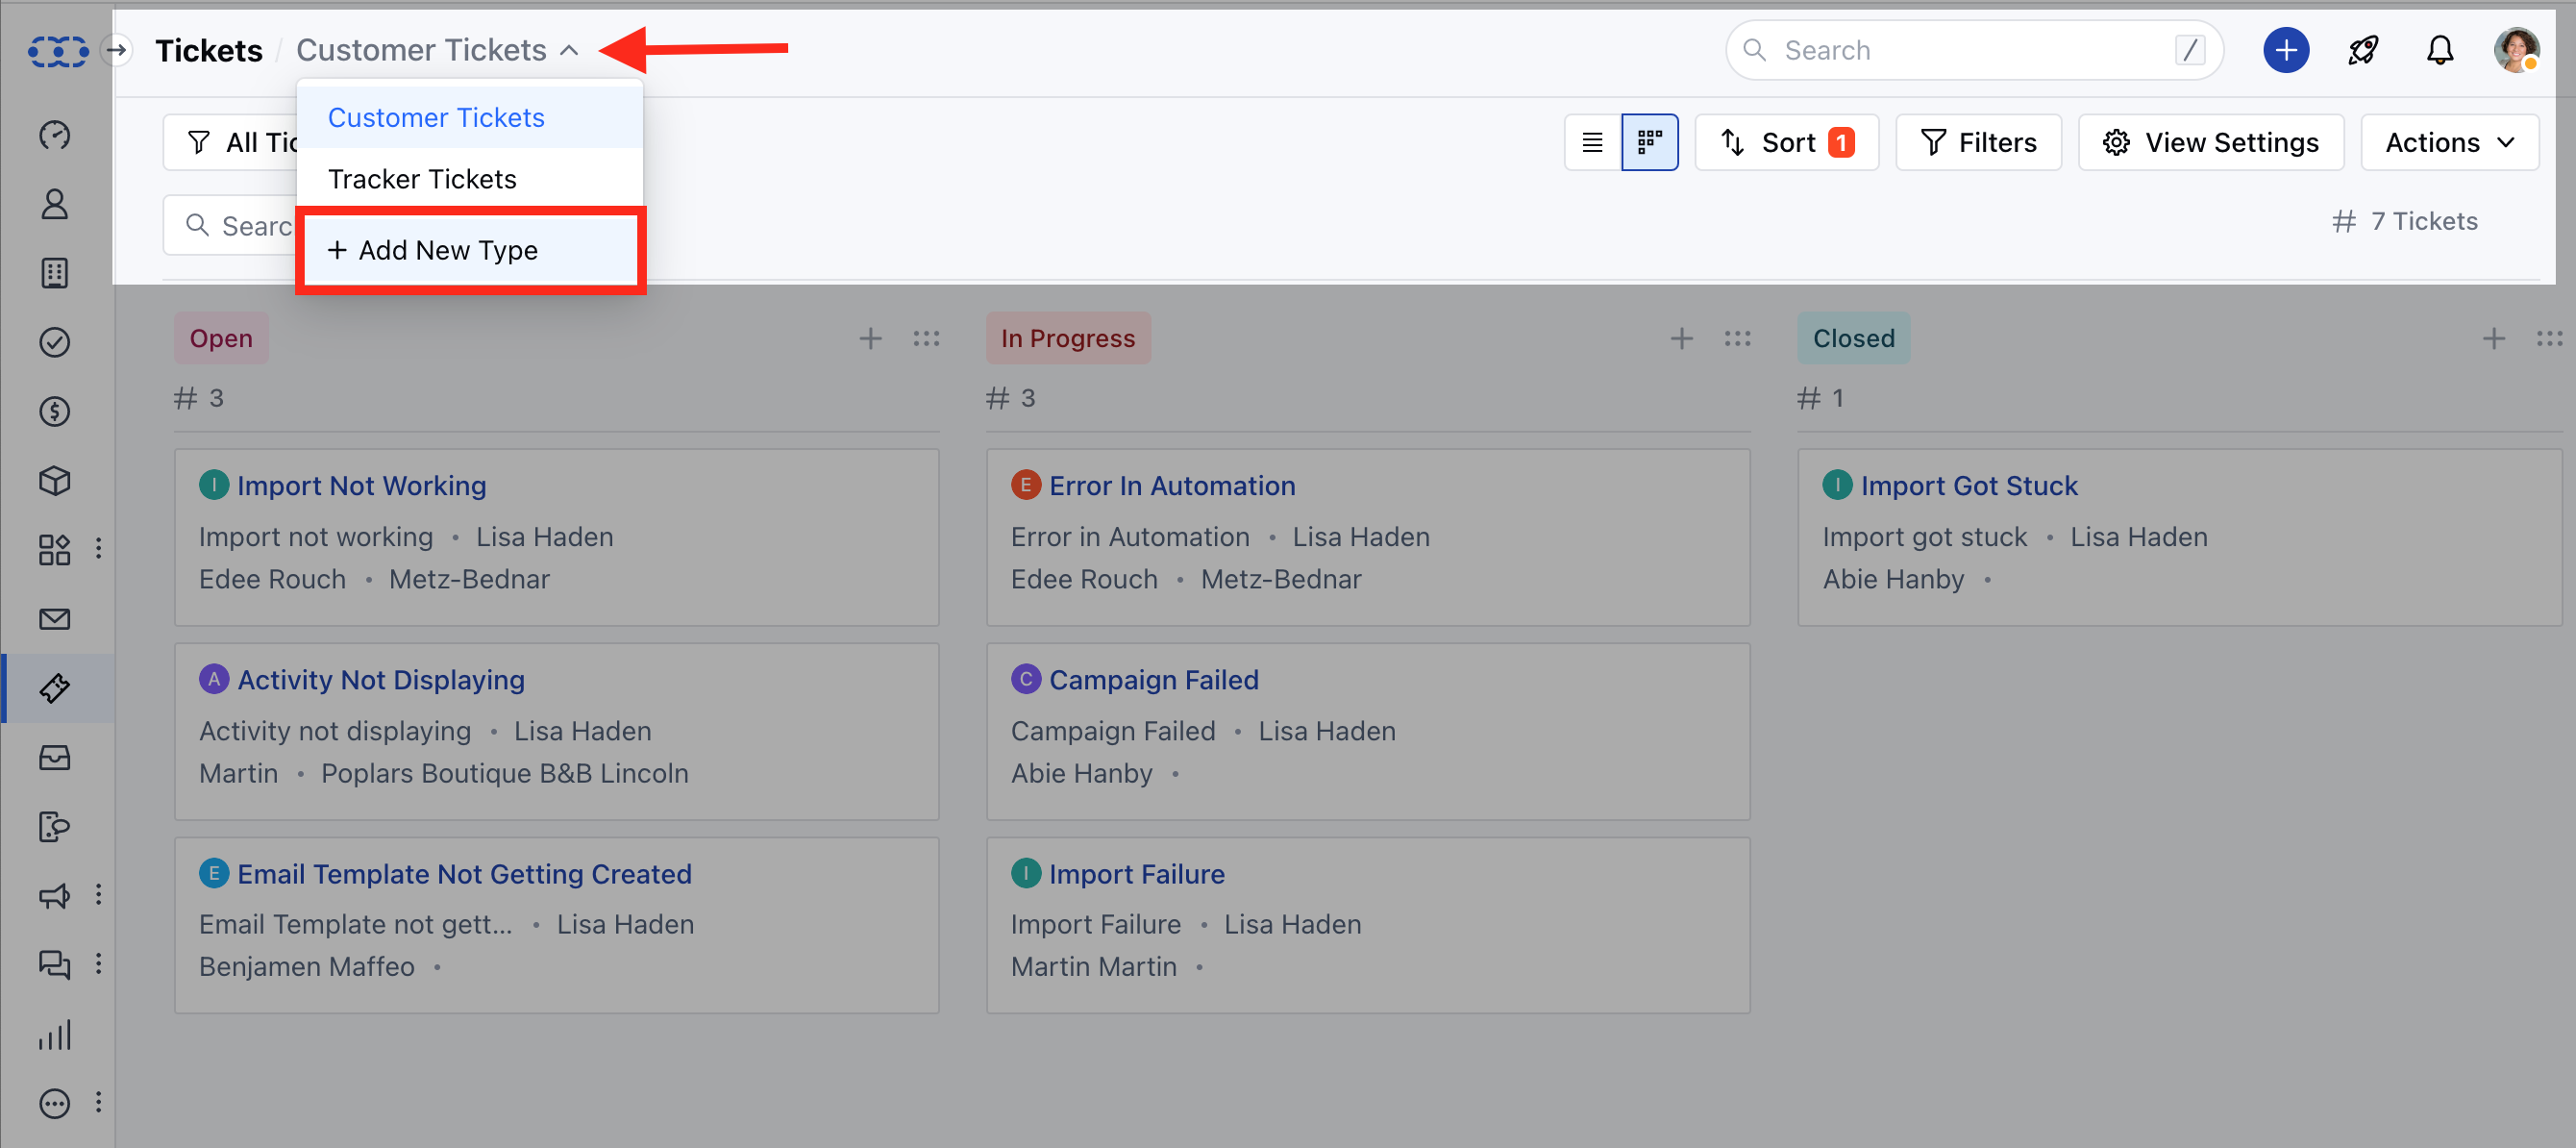 Tickets / Customer Tickets
Search /
Customer Tickets
Tracker Tickets
+ Add New Type
All Tic
Sort 1
Filters
View Settings
Actions
Searc
# 7 Tickets
Open
# 3
I Import Not Working
Import not working • Lisa Haden
Edee Rouch • Metz-Bednar
A Activity Not Displaying
Activity not displaying • Lisa Haden
Martin • Poplars Boutique B&B Lincoln
E Email Template Not Getting Created
Email Template not gett... • Lisa Haden
Benjamen Maffeo •
In Progress
# 3
E Error In Automation
Error in Automation • Lisa Haden
Edee Rouch • Metz-Bednar
C Campaign Failed
Campaign Failed • Lisa Haden
Abie Hanby •
I Import Failure
Import Failure • Lisa Haden
Martin Martin •
Closed
# 1
I Import Got Stuck
Import got stuck • Lisa Haden
Abie Hanby •